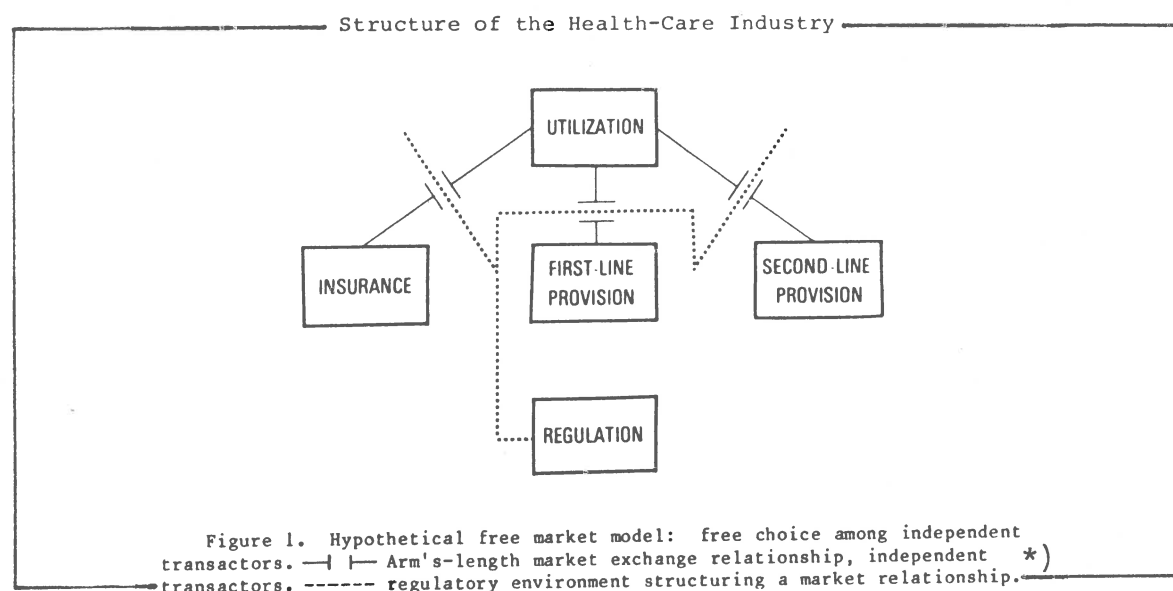 Structure of the Health-Care Industry
UTILIZATION
INSURANCE
FIRST-LINE
PROVISION
SECOND-LINE
PROVISION
REGULATION
Figure 1. Hypothetical free market model: free choice among independent
transactors. —| |— Arm's-length market exchange relationship, independent *)
transactors. ------ regulatory environment structuring a market relationship.